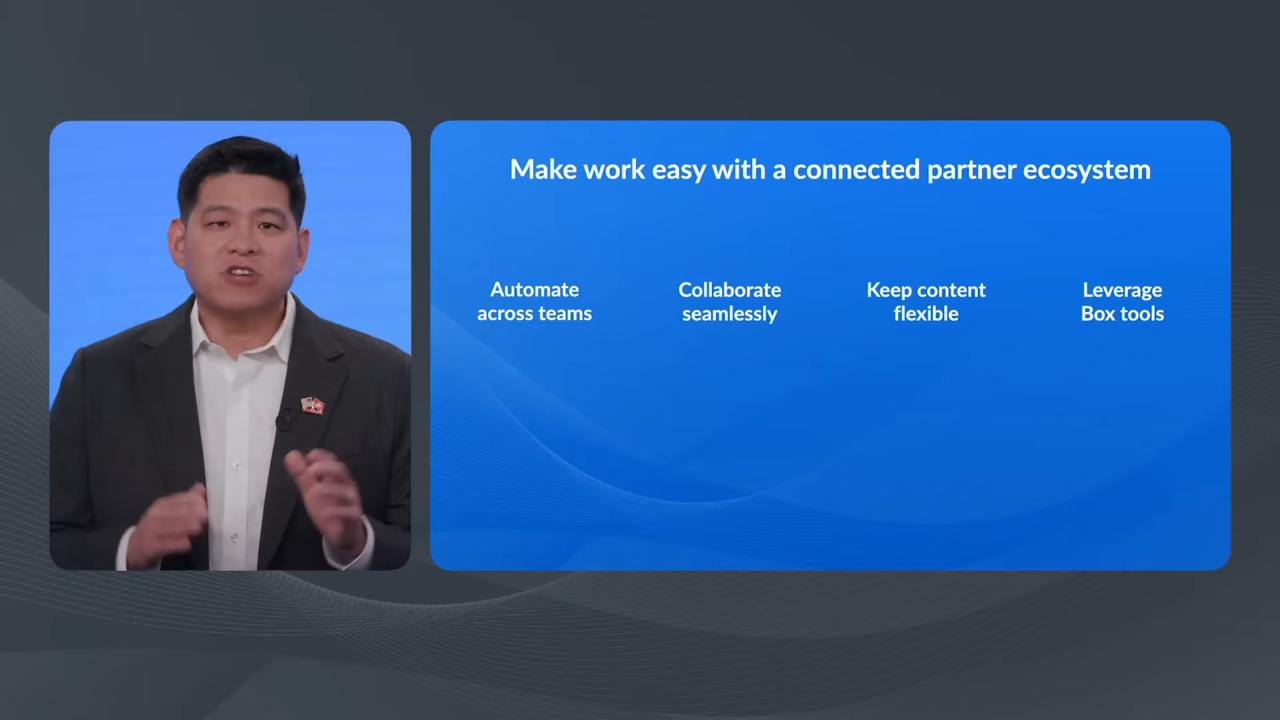 Make work easy with a connected partner ecosystem
Automate
across teams
Collaborate
seamlessly
Keep content
flexible
Leverage
Box tools